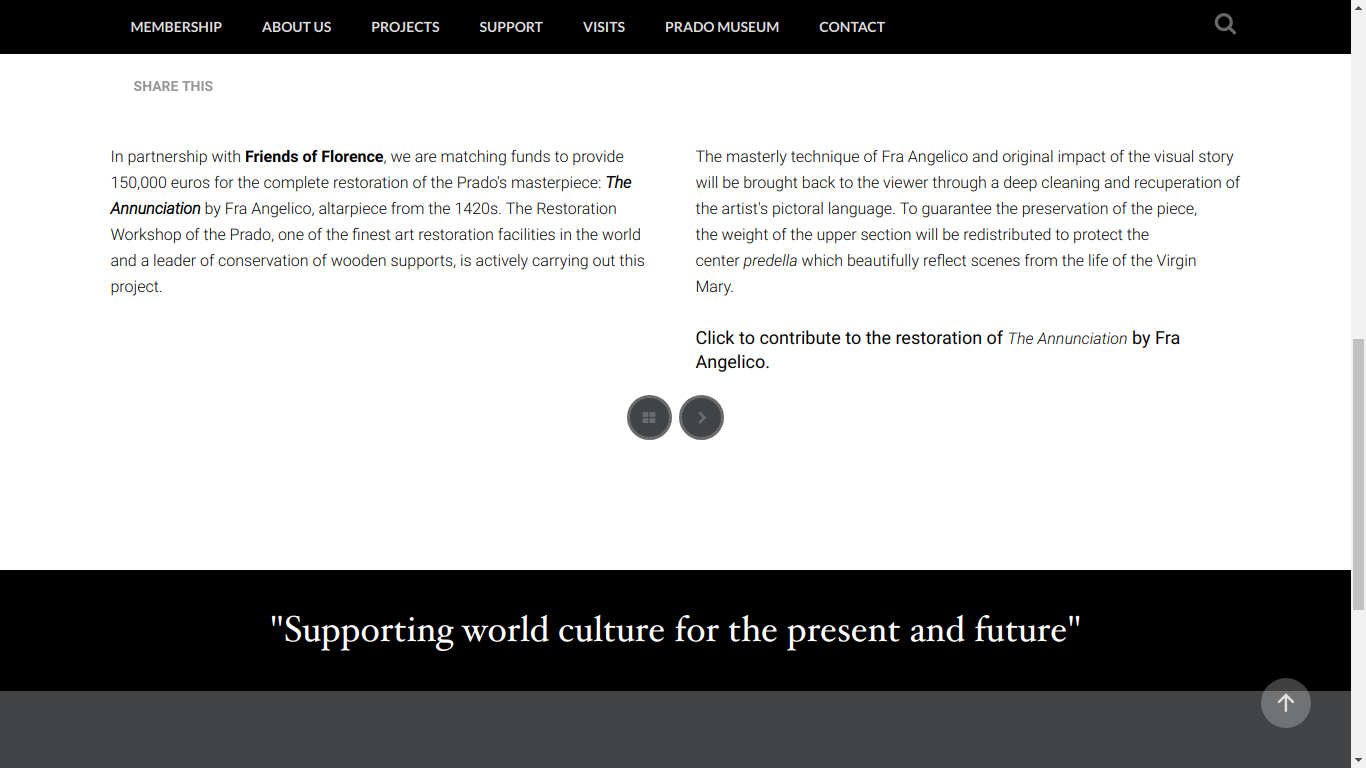 MEMBERSHIP ABOUT US PROJECTS SUPPORT VISITS PRADO MUSEUM CONTACT
SHARE THIS
In partnership with Friends of Florence, we are matching funds to provide
150,000 euros for the complete restoration of the Prado's masterpiece: The
Annunciation by Fra Angelico, altarpiece from the 1420s. The Restoration
Workshop of the Prado, one of the finest art restoration facilities in the world
and a leader of conservation of wooden supports, is actively carrying out this
project.
The masterly technique of Fra Angelico and original impact of the visual story
will be brought back to the viewer through a deep cleaning and recuperation of
the artist's pictoral language. To guarantee the preservation of the piece,
the weight of the upper section will be redistributed to protect the
center predella which beautifully reflect scenes from the life of the Virgin
Mary.
Click to contribute to the restoration of The Annunciation by Fra
Angelico.
"Supporting world culture for the present and future"